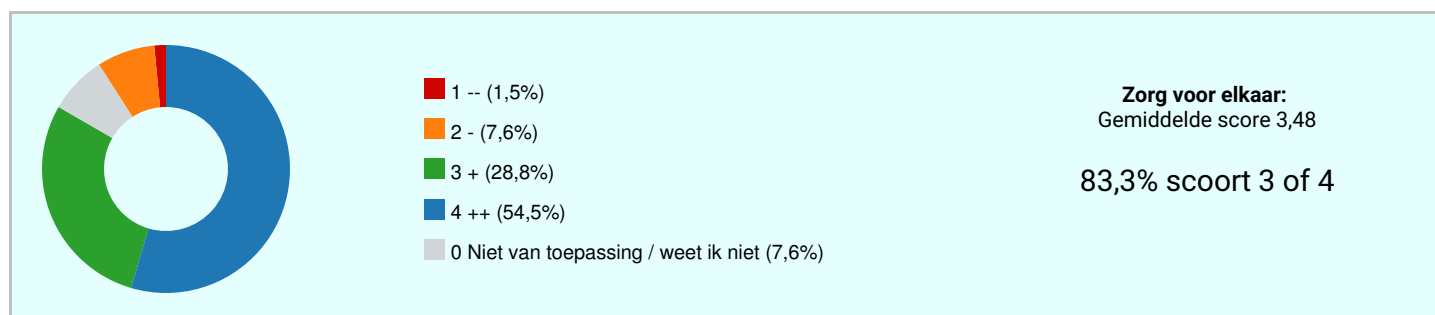 1 -- (1,5%)
2 - (7,6%)
3 + (28,8%)
4 ++ (54,5%)
0 Niet van toepassing / weet ik niet (7,6%)
Zorg voor elkaar:
Gemiddelde score 3,48
83,3% scoort 3 of 4